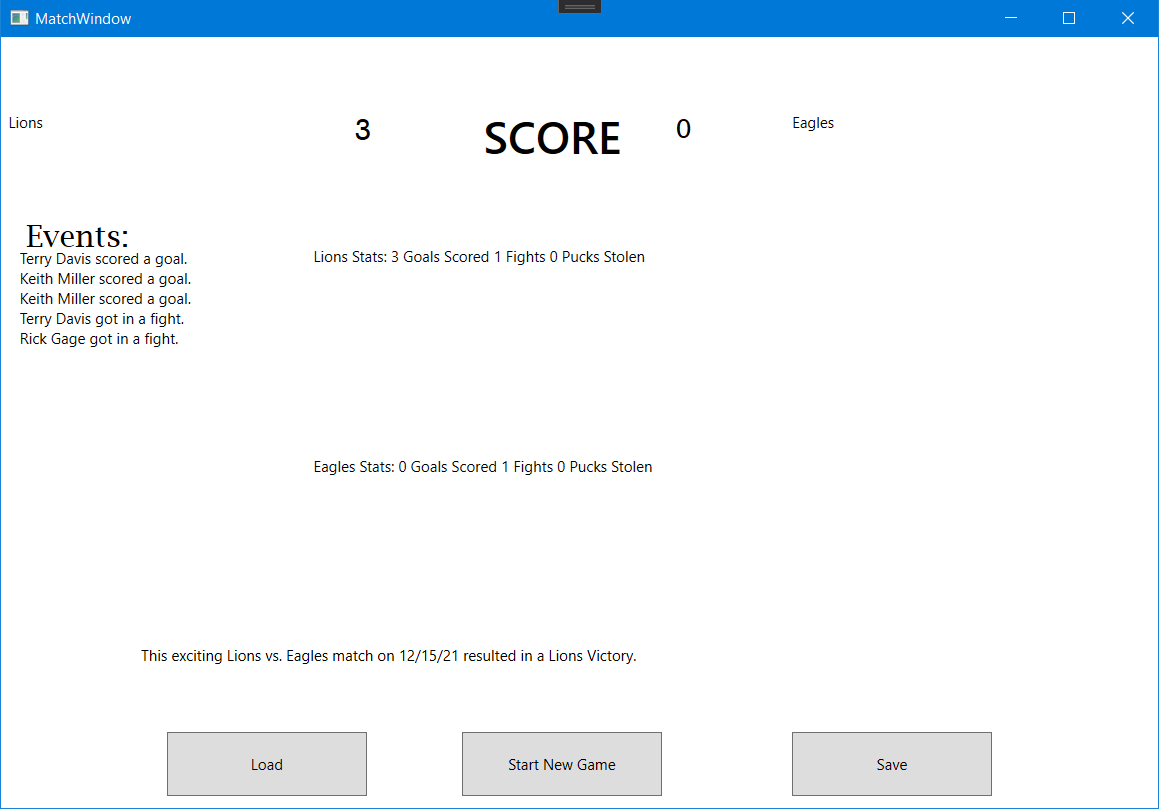 MatchWindow
Lions 3 SCORE 0 Eagles
Events:
Terry Davis scored a goal.
Keith Miller scored a goal.
Keith Miller scored a goal.
Terry Davis got in a fight.
Rick Gage got in a fight.
Lions Stats: 3 Goals Scored 1 Fights 0 Pucks Stolen
Eagles Stats: 0 Goals Scored 1 Fights 0 Pucks Stolen
This exciting Lions vs. Eagles match on 12/15/21 resulted in a Lions Victory.
Load Start New Game Save